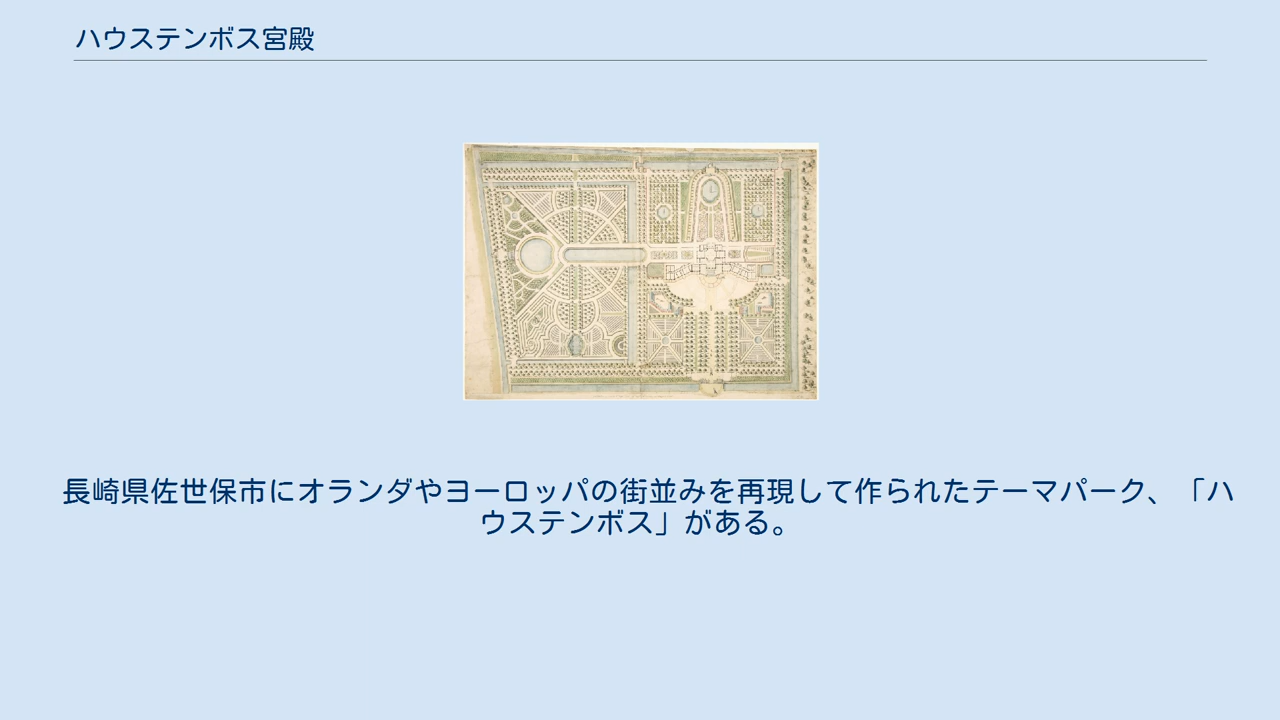 ハウステンボス宮殿
長崎県佐世保市にオランダやヨーロッパの街並みを再現して作られたテーマパーク、「ハ
ウステンボス」がある。